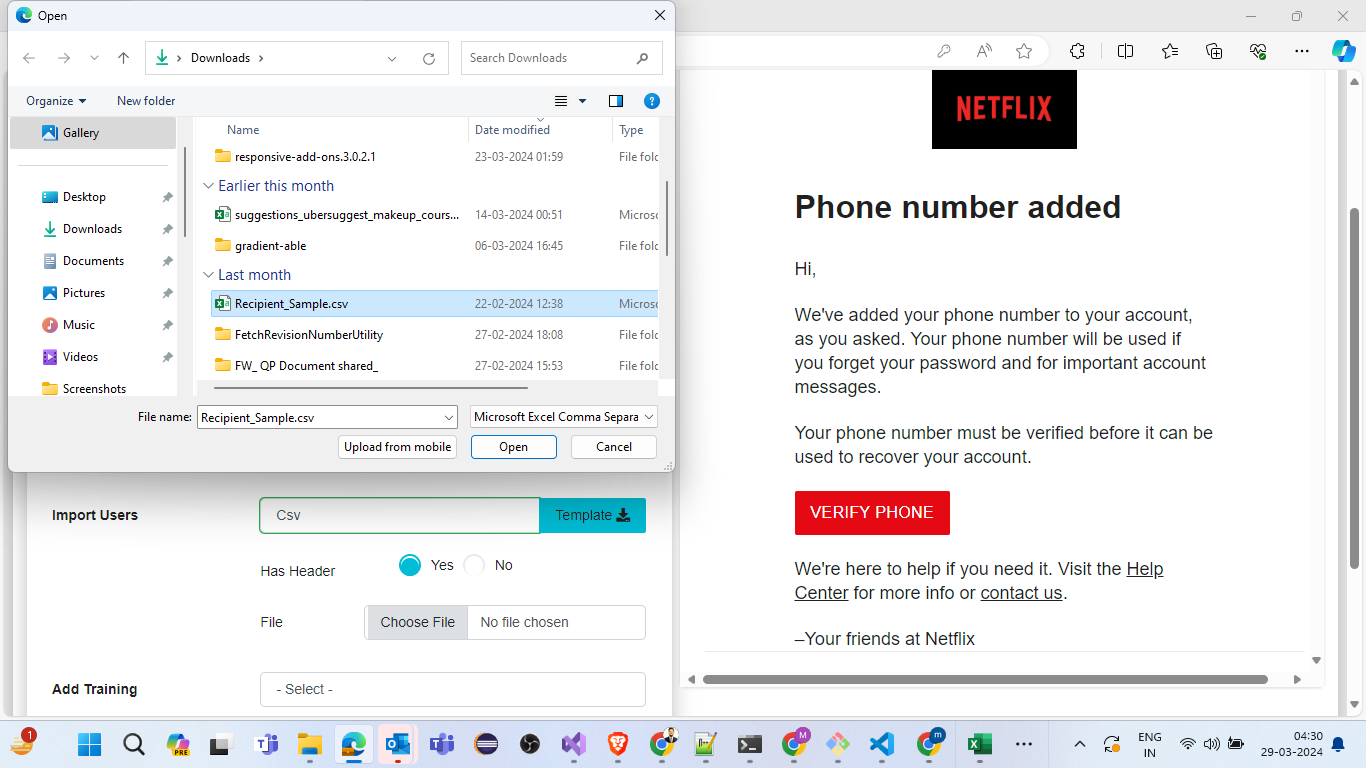 Open
Downloads
Search Downloads
Organize
New folder
Gallery
Desktop
Downloads
Documents
Pictures
Music
Videos
Screenshots
Name
Date modified
Type
responsive-add-ons.3.0.2.1
23-03-2024 01:59
File fold
Earlier this month
suggestions_ubersuggest_makeup_cours...
14-03-2024 00:51
Microso
gradient-able
06-03-2024 16:45
File fold
Last month
Recipient_Sample.csv
22-02-2024 12:38
Microso
FetchRevisionNumberUtility
27-02-2024 18:08
File fold
FW_ QP Document shared_
27-02-2024 15:53
File fold
File name:
Recipient_Sample.csv
Microsoft Excel Comma Separa
Upload from mobile
Open
Cancel
Import Users
Csv
Template
Has Header
Yes
No
File
Choose File
No file chosen
Add Training
- Select -
NETFLIX
Phone number added
Hi,
We've added your phone number to your account,
as you asked. Your phone number will be used if
you forget your password and for important account
messages.
Your phone number must be verified before it can be
used to recover your account.
VERIFY PHONE
We're here to help if you need it. Visit the Help
Center for more info or contact us.
–Your friends at Netflix
1
PRE
M
m
ENG
IN
04:30
29-03-2024